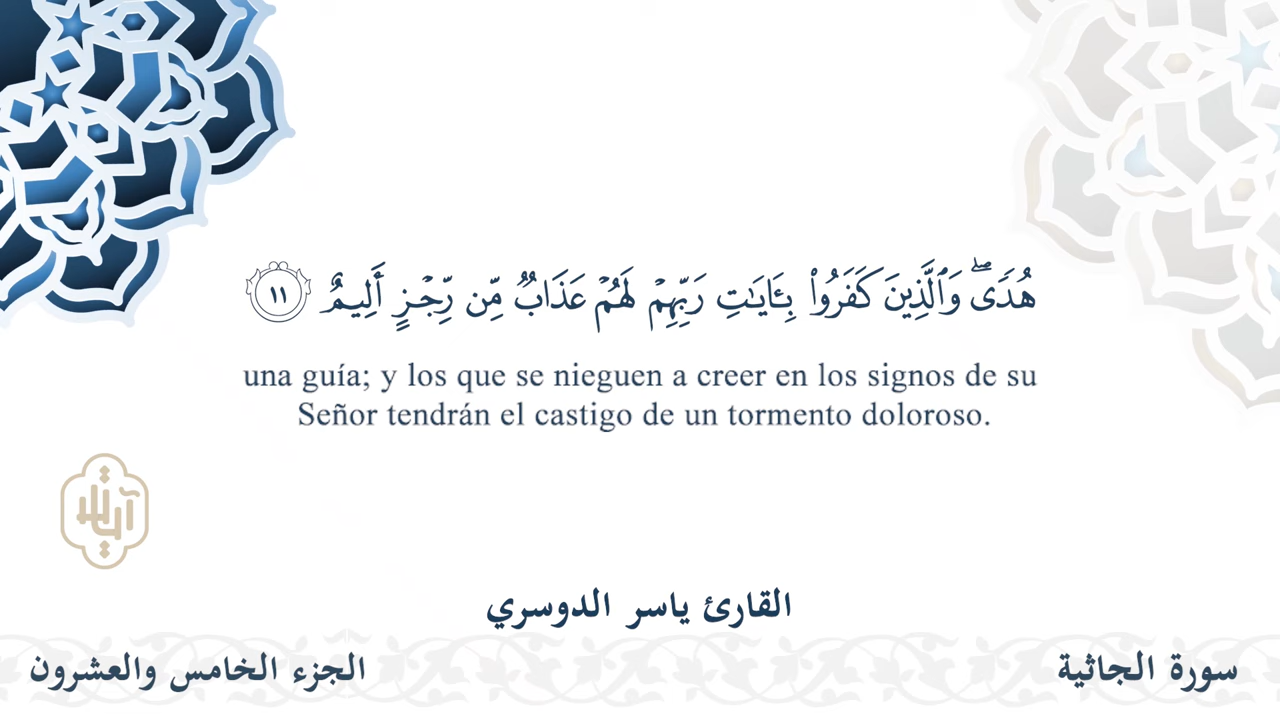 هُدًىۖ وَٱلَّذِينَ كَفَرُواْ بِـَٔايَٰتِ رَبِّهِمۡ لَهُمۡ عَذَابٞ مِّن رِّجۡزٍ أَلِيمٌ ١١
una guía; y los que se nieguen a creer en los signos de su
Señor tendrán el castigo de un tormento doloroso.
القارئ ياسر الدوسري
سورة الجاثية
الجزء الخامس والعشرون